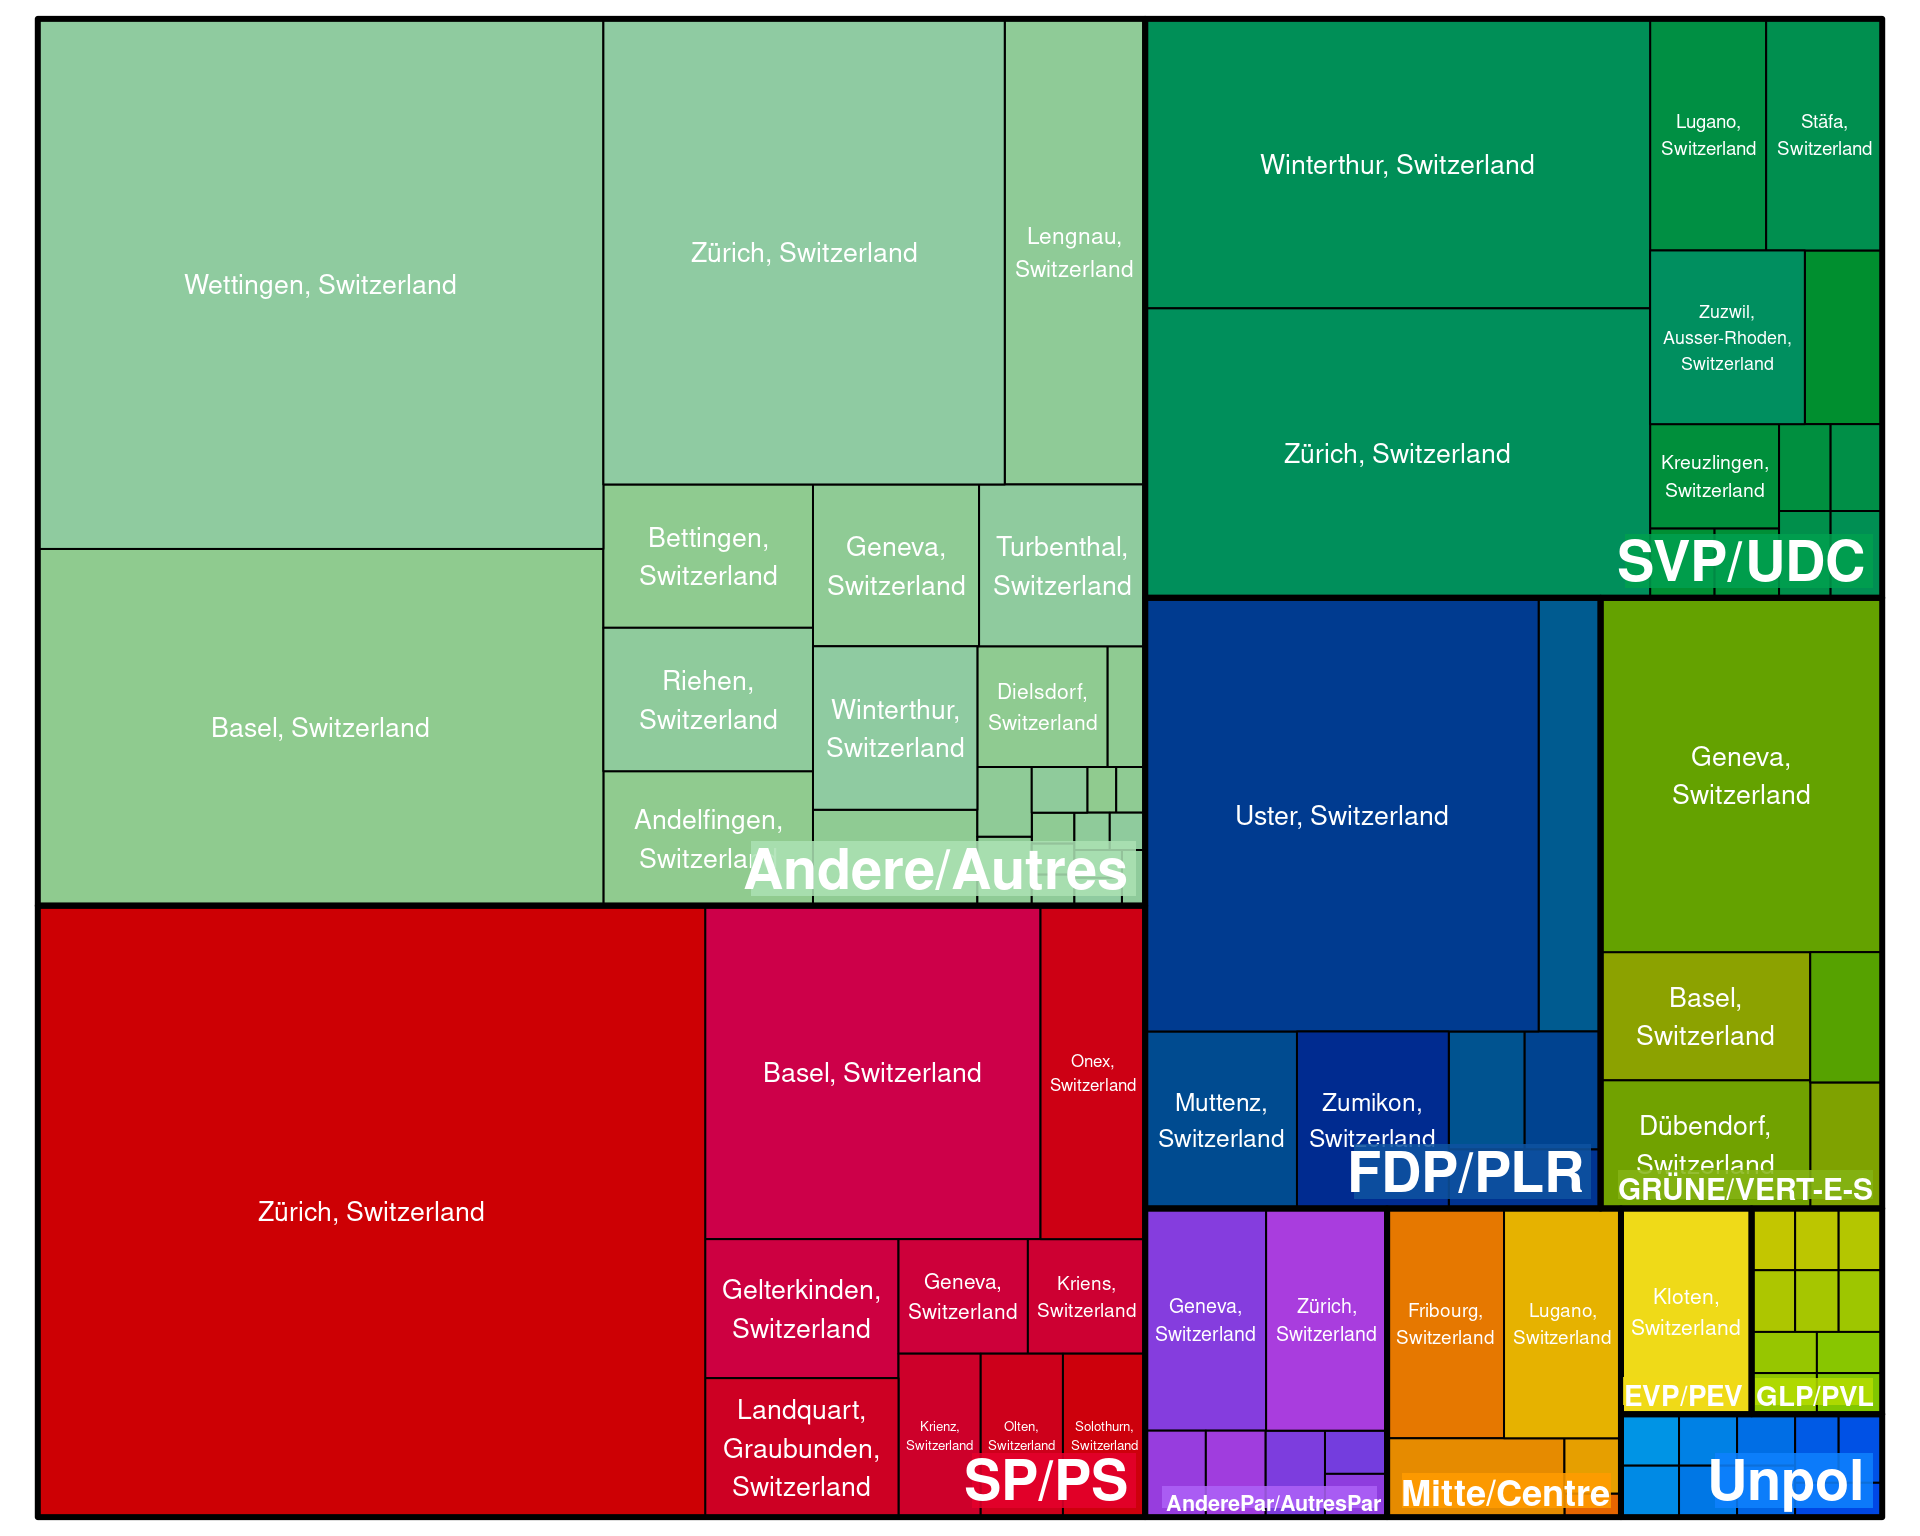 Wettingen, Switzerland
Zürich, Switzerland
Lengnau,
Switzerland
Basel, Switzerland
Bettingen,
Switzerland
Geneva,
Switzerland
Turbenthal,
Switzerland
Riehen,
Switzerland
Winterthur,
Switzerland
Dielsdorf,
Switzerland
Andelfingen,
Switzerland
Andere/Autres
Zürich, Switzerland
Basel, Switzerland
Onex,
Switzerland
Gelterkinden,
Switzerland
Geneva,
Switzerland
Kriens,
Switzerland
Landquart,
Graubunden,
Switzerland
Krienz,
Switzerland
Olten,
Switzerland
Solothurn,
Switzerland
SP/PS
Winterthur, Switzerland
Lugano,
Switzerland
Stäfa,
Switzerland
Zürich, Switzerland
Zuzwil,
Ausser-Rhoden,
Switzerland
Kreuzlingen,
Switzerland
SVP/UDC
Uster, Switzerland
Muttenz,
Switzerland
Zumikon,
Switzerland
FDP/PLR
Geneva,
Switzerland
Basel,
Switzerland
Dübendorf,
Switzerland
GRÜNE/VERT-E-S
Geneva,
Switzerland
Zürich,
Switzerland
AnderePar/AutresPar
Fribourg,
Switzerland
Lugano,
Switzerland
Mitte/Centre
Kloten,
Switzerland
EVP/PEV
GLP/PVL
Unpol